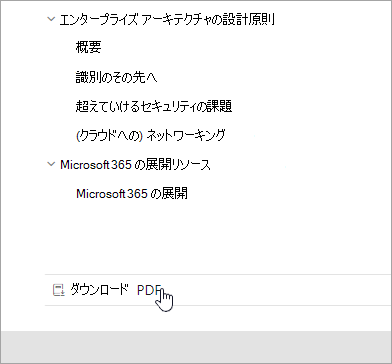 エンタープライズ アーキテクチャの設計原則
概要
識別のその先へ
超えていけるセキュリティの課題
(クラウドへの) ネットワーキング
Microsoft 365 の展開リソース
Microsoft 365 の展開
ダウンロード PDF